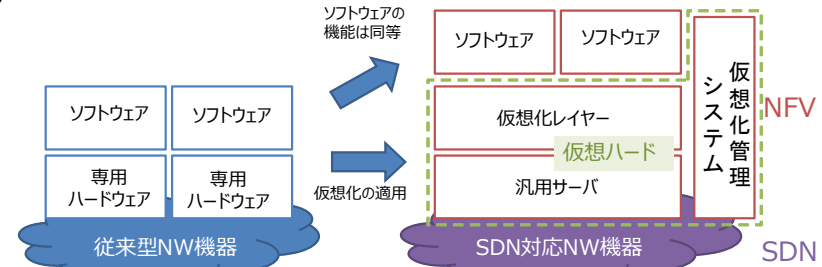 ソフトウェアの
機能は同等
ソフトウェア
ソフトウェア
仮想化管理
システム
NFV
ソフトウェア
ソフトウェア
仮想化レイヤー
仮想ハード
専用
ハードウェア
専用
ハードウェア
仮想化の適用
汎用サーバ
従来型NW機器
SDN対応NW機器
SDN